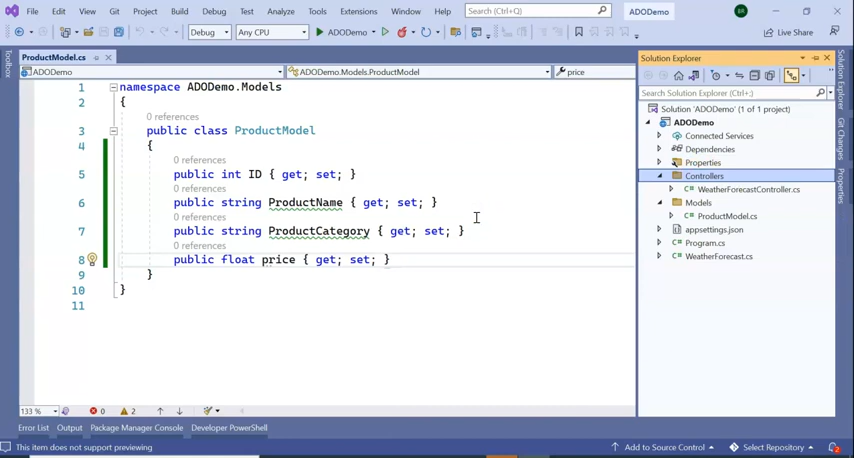 File Edit View Git Project Build Debug Test Analyze Tools Extensions Window Help Search (Ctrl+Q) ADODemo BR
Debug Any CPU ADODemo Live Share
Toolbox
ProductModel.cs
ADODemo ADODemo.Models.ProductModel price
1 namespace ADODemo.Models
2 {
0 references
3 public class ProductModel
4 {
0 references
5 public int ID { get; set; }
0 references
6 public string ProductName { get; set; }
0 references
7 public string ProductCategory { get; set; }
0 references
8 public float price { get; set; }
9 }
10 }
11
133 % 0 2
Solution Explorer
Search Solution Explorer (Ctrl+;)
Solution 'ADODemo' (1 of 1 project)
ADODemo
Connected Services
Dependencies
Properties
Controllers
WeatherForecastController.cs
Models
ProductModel.cs
appsettings.json
Program.cs
WeatherForecast.cs
Solution Explorer
Git Changes
Properties
Error List Output Package Manager Console Developer PowerShell
This item does not support previewing Add to Source Control Select Repository 2